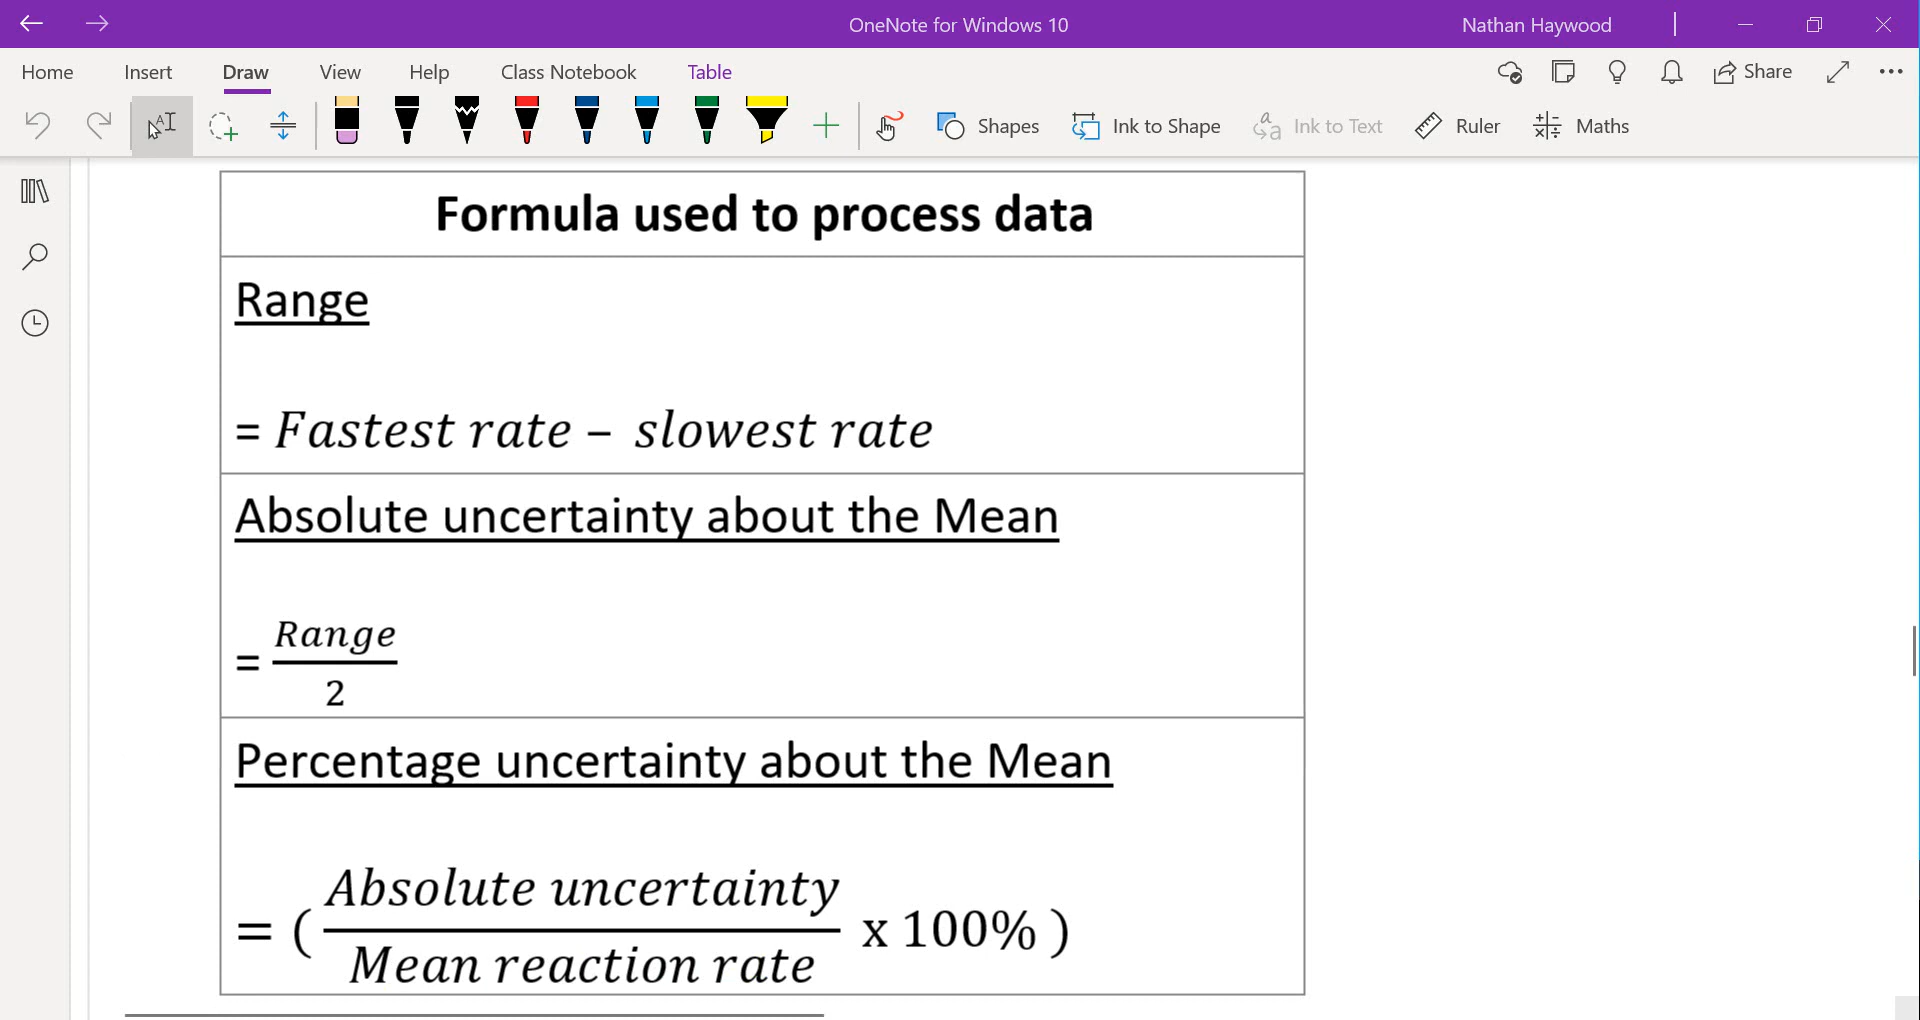 OneNote for Windows 10
Nathan Haywood
Home Insert Draw View Help Class Notebook Table
Share
Shapes Ink to Shape Ink to Text Ruler Maths
Formula used to process data
Range
= Fastest rate – slowest rate
Absolute uncertainty about the Mean
= Range
2
Percentage uncertainty about the Mean
= ( Absolute uncertainty
Mean reaction rate x 100% )